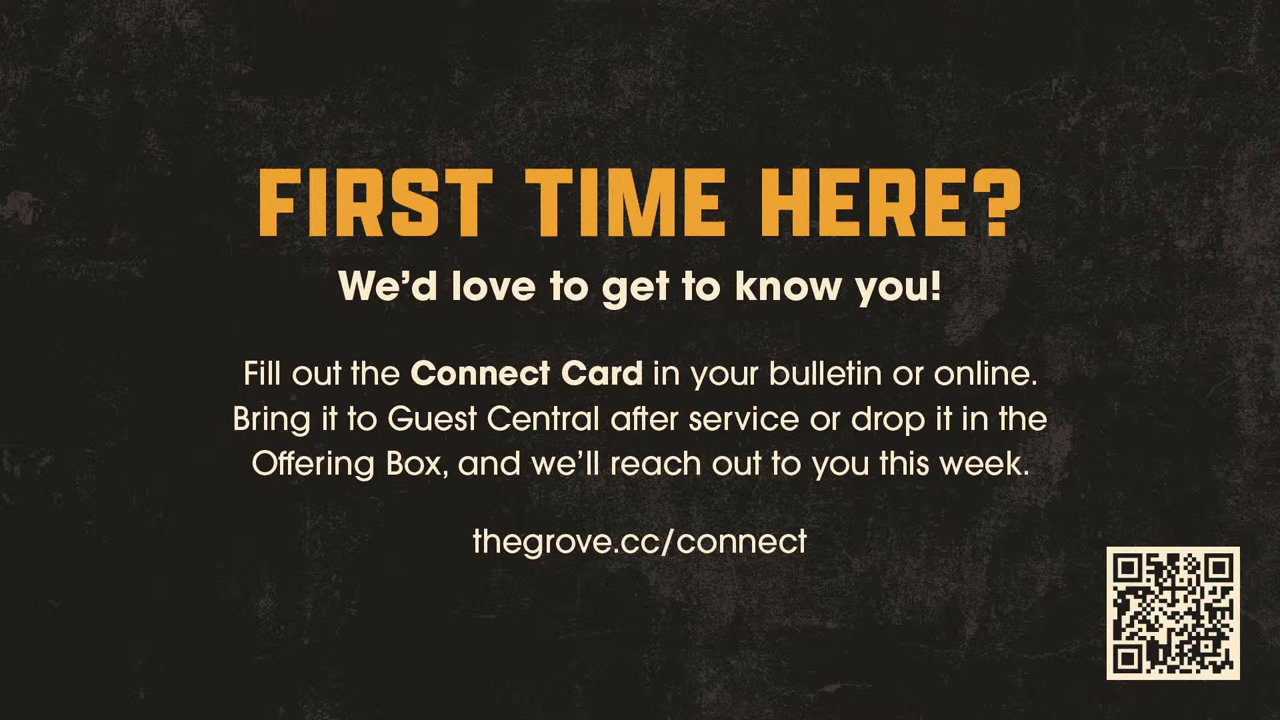 FIRST TIME HERE?
We’d love to get to know you!
Fill out the Connect Card in your bulletin or online.
Bring it to Guest Central after service or drop it in the
Offering Box, and we’ll reach out to you this week.
thegrove.cc/connect